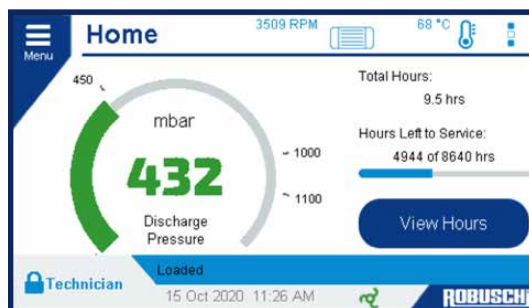 Menu
Home
3509 RPM
68 °C
450
mbar
432
Discharge
Pressure
1000
1100
Total Hours:
9.5 hrs
Hours Left to Service:
4944 of 8640 hrs
View Hours
Technician
Loaded
15 Oct 2020 11:26 AM
ROBUSCHI